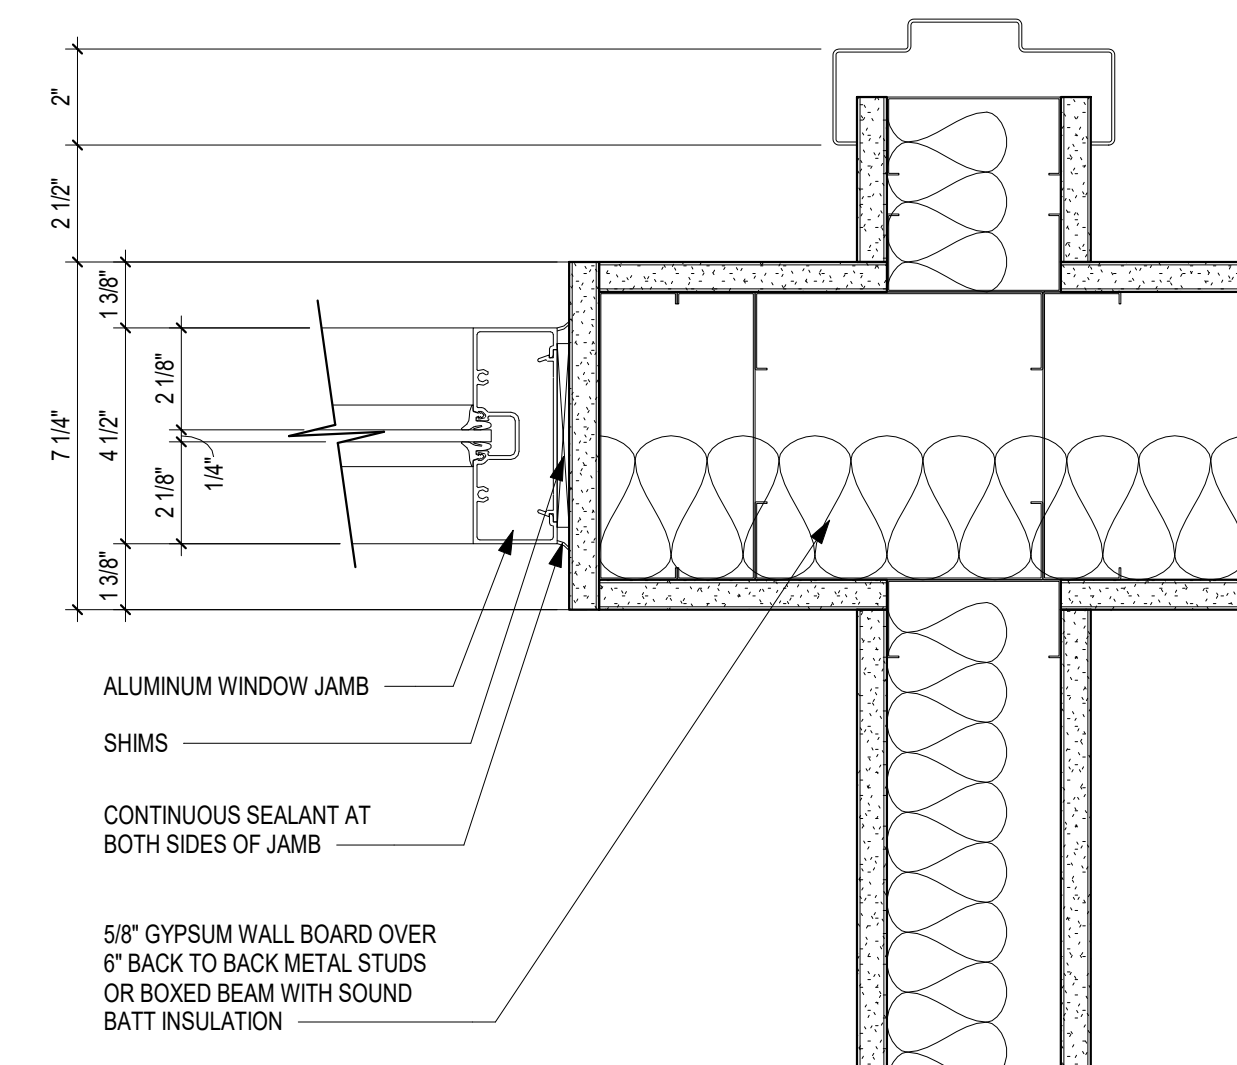 2"
2 1/2"
1 3/8"
2 1/8"
7 1/4"
4 1/2"
1/4"
2 1/8"
1 3/8"
ALUMINUM WINDOW JAMB
SHIMS
CONTINUOUS SEALANT AT
BOTH SIDES OF JAMB
5/8" GYPSUM WALL BOARD OVER
6" BACK TO BACK METAL STUDS
OR BOXED BEAM WITH SOUND
BATT INSULATION